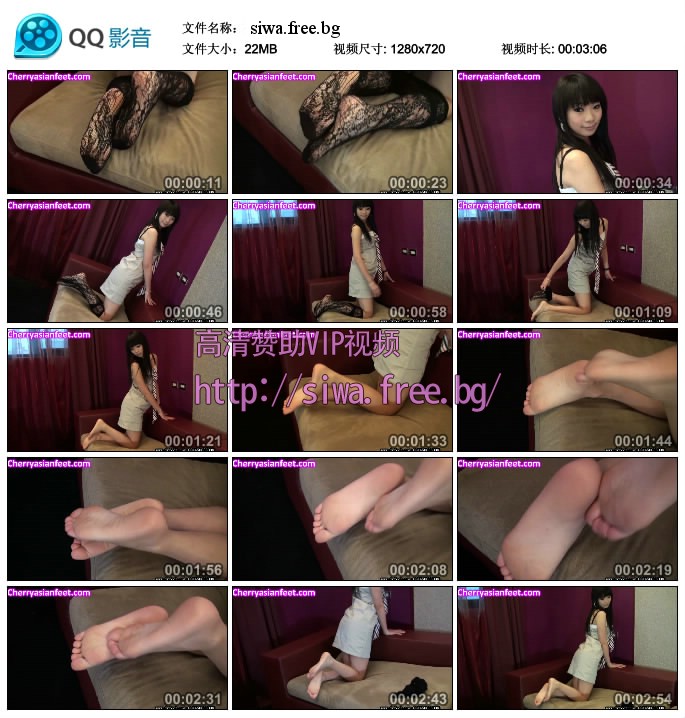 QQ 影音
文件名称: siwa.free.bg
文件大小: 22MB 视频尺寸: 1280x720 视频时长: 00:03:06
Cherryasianfeet.com Cherryasianfeet.com Cherryasianfeet.com
00:00:11 00:00:23 00:00:34
Cherryasianfeet.com Cherryasianfeet.com Cherryasianfeet.com
00:00:46 00:00:58 00:01:09
Cherryasianfeet.com Cherryasianfeet.com
高清赞助VIP视频
http://siwa.free.bg/
00:01:21 00:01:33 00:01:44
Cherryasianfeet.com Cherryasianfeet.com Cherryasianfeet.com
00:01:56 00:02:08 00:02:19
Cherryasianfeet.com Cherryasianfeet.com Cherryasianfeet.com
00:02:31 00:02:43 00:02:54